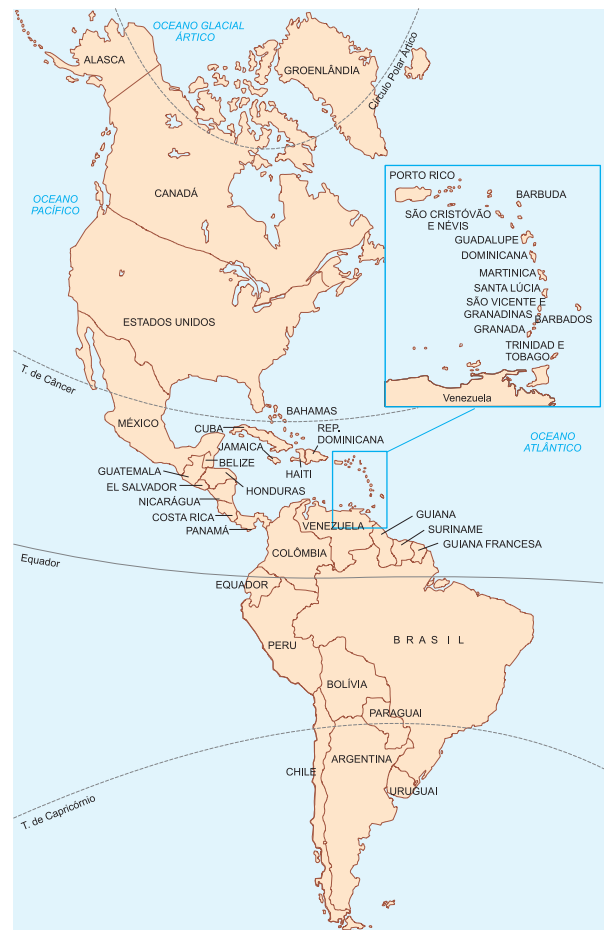 OCEANO GLACIAL
ÁRTICO
ALASCA
GROENLÂNDIA
Círculo Polar Ártico
CANADÁ
OCEANO
PACÍFICO
PORTO RICO
BARBUDA
SÃO CRISTÓVÃO
E NÉVIS
GUADALUPE
DOMINICANA
MARTINICA
SANTA LÚCIA
SÃO VICENTE E
GRANADINAS
BARBADOS
GRANADA
TRINIDAD E
TOBAGO
Venezuela
ESTADOS UNIDOS
T. de Câncer
BAHAMAS
MÉXICO
CUBA
REP.
DOMINICANA
OCEANO
ATLÂNTICO
JAMAICA
BELIZE
HAITI
GUATEMALA
EL SALVADOR
HONDURAS
NICARÁGUA
COSTA RICA
PANAMÁ
VENEZUELA
GUIANA
SURINAME
GUIANA FRANCESA
COLÔMBIA
Equador
EQUADOR
PERU
BRASIL
BOLÍVIA
PARAGUAI
CHILE
ARGENTINA
URUGUAI
T. de Capricórnio